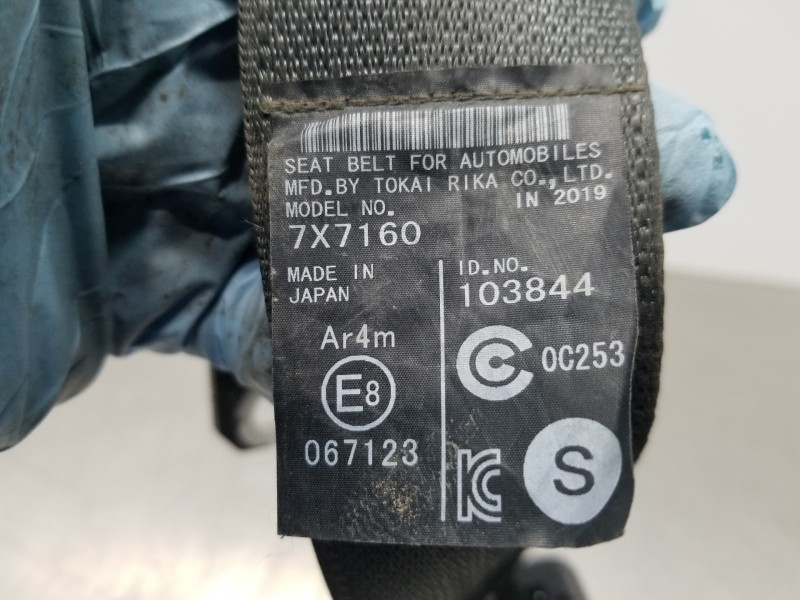 SEAT BELT FOR AUTOMOBILES
MFD.BY TOKAI RIKA CO.,LTD.
MODEL NO. IN 2019
7X7160
MADE IN
JAPAN
ID.NO.
103844
Ar4m
E8
067123
0C253
S